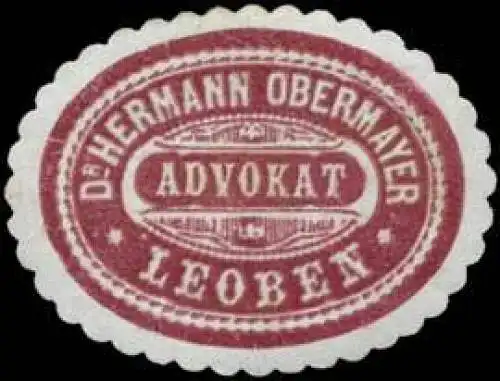 DR HERMANN OBERMAYER
ADVOKAT
* LEOBEN *